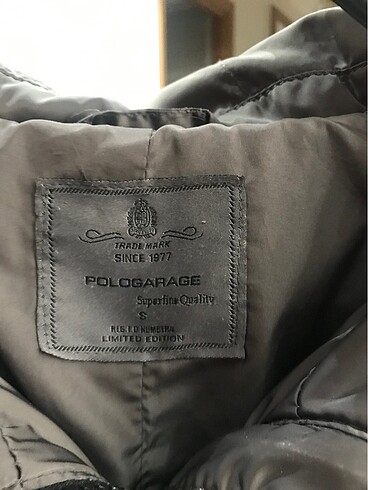 TRADE MARK
SINCE 1977
POLOGARAGE
Superfine Quality
S
LIMITED EDITION